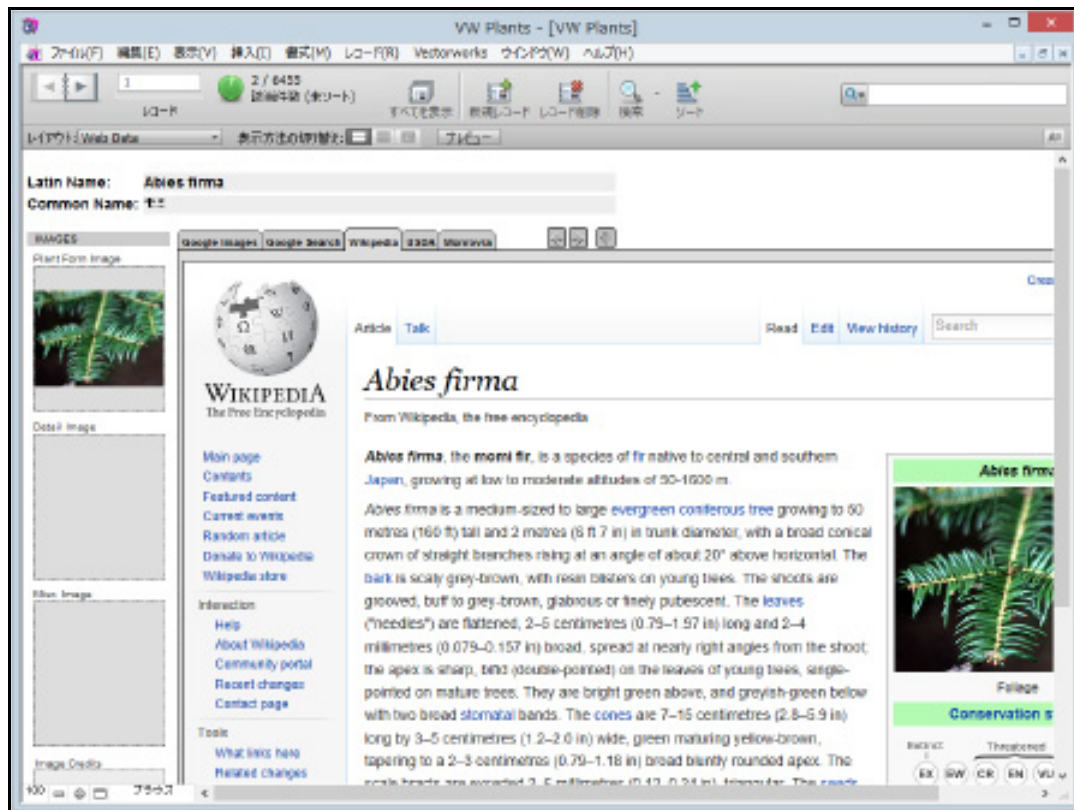 VW Plants - [VW Plants]
ファイル(F) 編集(E) 表示(V) 挿入(I) 書式(M) レコード(R) Vectorworks ウインドウ(W) ヘルプ(H)
1
2 / 6455
レコード
すべてを表示 新規レコード レコード削除 検索 ソート
レイアウト: Web Data 表示方法の切り替え: プレビュー
Latin Name: Abies firma
Common Name: モミ
IMAGES
Google Images Google Search Wikipedia USDA Monrovia
Plant Form Image
Detail Image
Misc. Image
Image Credits
WIKIPEDIA
The Free Encyclopedia
Main page
Contents
Featured content
Current events
Random article
Donate to Wikipedia
Wikipedia store
Interaction
Help
About Wikipedia
Community portal
Recent changes
Contact page
Tools
What links here
Related changes
Article Talk
Read Edit View history Search
Abies firma
From Wikipedia, the free encyclopedia
Abies firma, the momi fir, is a species of fir native to central and southern
Japan, growing at low to moderate altitudes of 50-1600 m.
Abies firma is a medium-sized to large evergreen coniferous tree growing to 50
metres (160 ft) tall and 2 metres (6 ft 7 in) in trunk diameter, with a broad conical
crown of straight branches rising at an angle of about 20° above horizontal. The
bark is scaly grey-brown, with resin blisters on young trees. The shoots are
grooved, buff to grey-brown, glabrous or finely pubescent. The leaves
("needles") are flattened, 2–5 centimetres (0.79–1.97 in) long and 2–4
millimetres (0.079–0.157 in) broad, spread at nearly right angles from the shoot;
the apex is sharp, bifid (double-pointed) on the leaves of young trees, single-
pointed on mature trees. They are bright green above, and greyish-green below
with two broad stomatal bands. The cones are 7–15 centimetres (2.8–5.9 in)
long by 3–5 centimetres (1.2–2.0 in) wide, green maturing yellow-brown,
tapering to a 2–3 centimetres (0.79–1.18 in) broad bluntly rounded apex. The
Abies firma
Foliage
Conservation s
Extinct Threatened
EX EW CR EN VU
100 ブラウズ